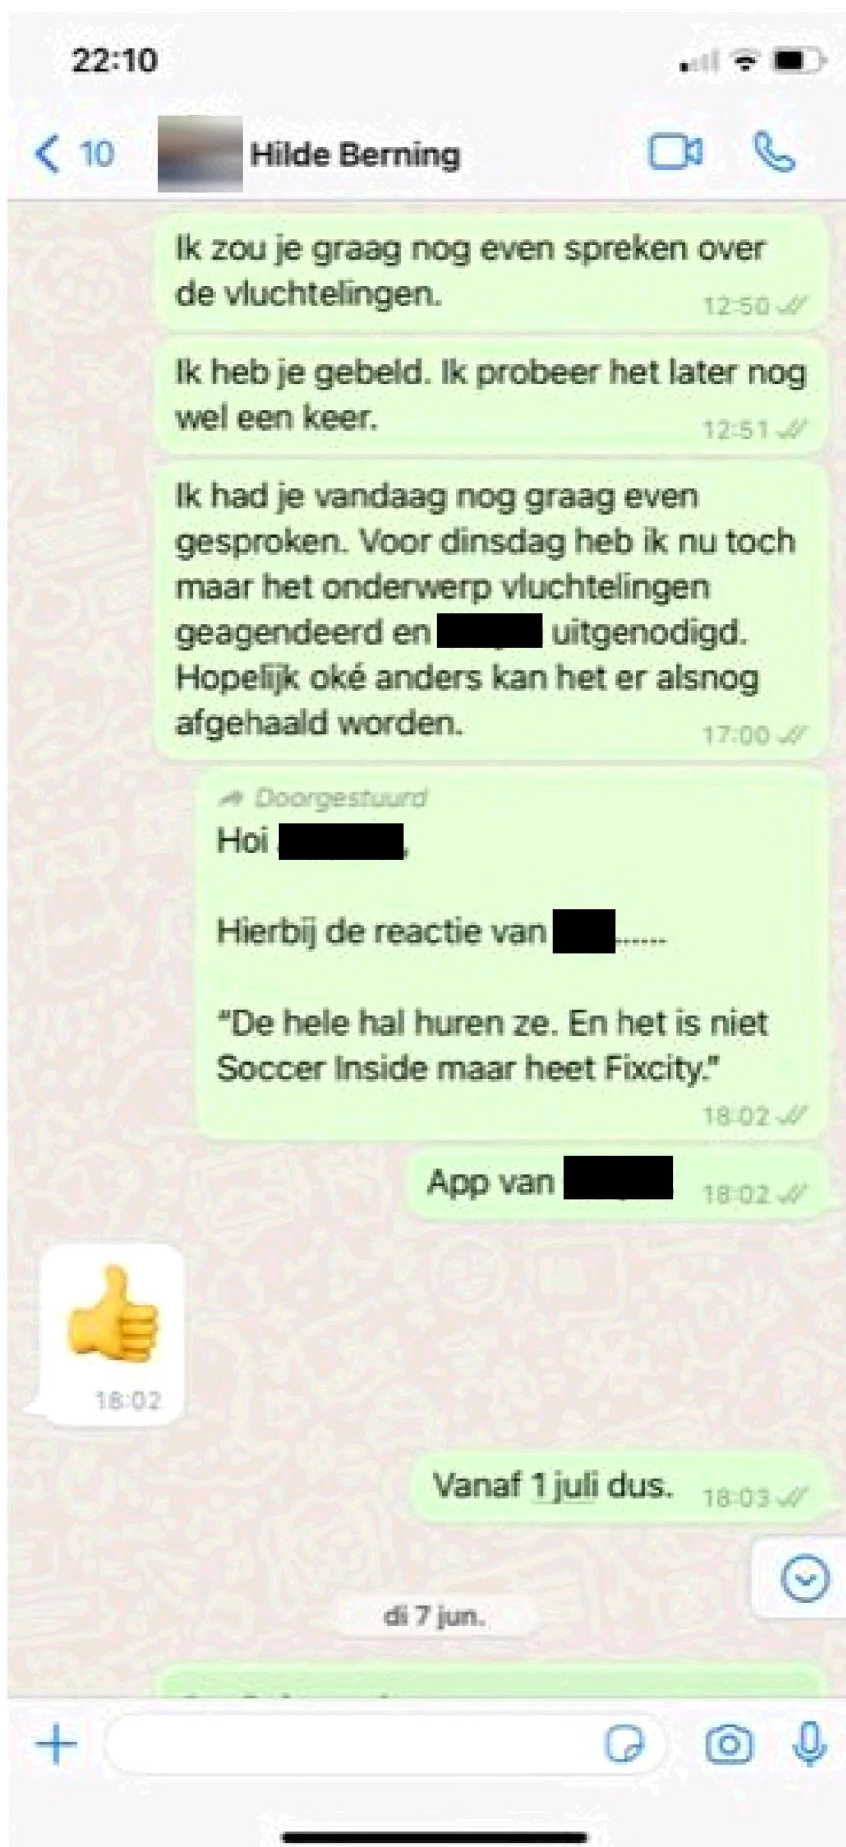 22:10
10 Hilde Berning
Ik zou je graag nog even spreken over
de vluchtelingen.
12:50
Ik heb je gebeld. Ik probeer het later nog
wel een keer.
12:51
Ik had je vandaag nog graag even
gesproken. Voor dinsdag heb ik nu toch
maar het onderwerp vluchtelingen
geagendeerd en uitgenodigd.
Hopelijk oké anders kan het er alsnog
afgehaald worden.
17:00
Doorgestuurd
Hoi ,
Hierbij de reactie van ......
“De hele hal huren ze. En het is niet
Soccer Inside maar heet Fixcity.”
18:02
App van 18:02
18:02
Vanaf 1 juli dus. 18:03
di 7 jun.